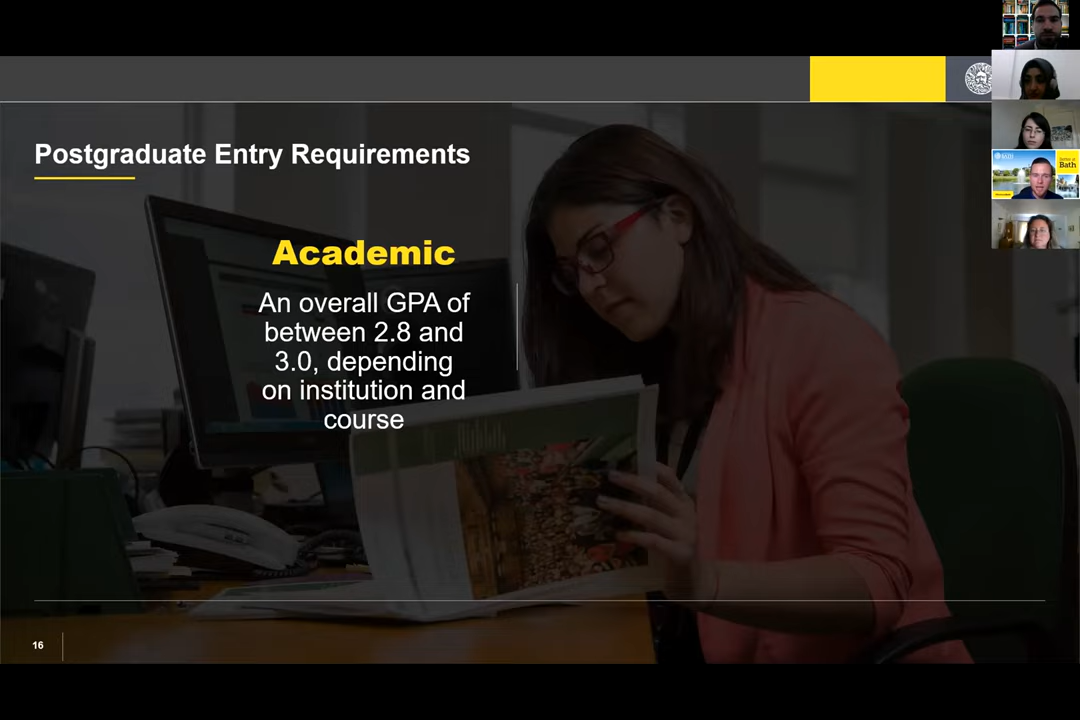 Postgraduate Entry Requirements
Academic
An overall GPA of
between 2.8 and
3.0, depending
on institution and
course
16
BATH
Bath